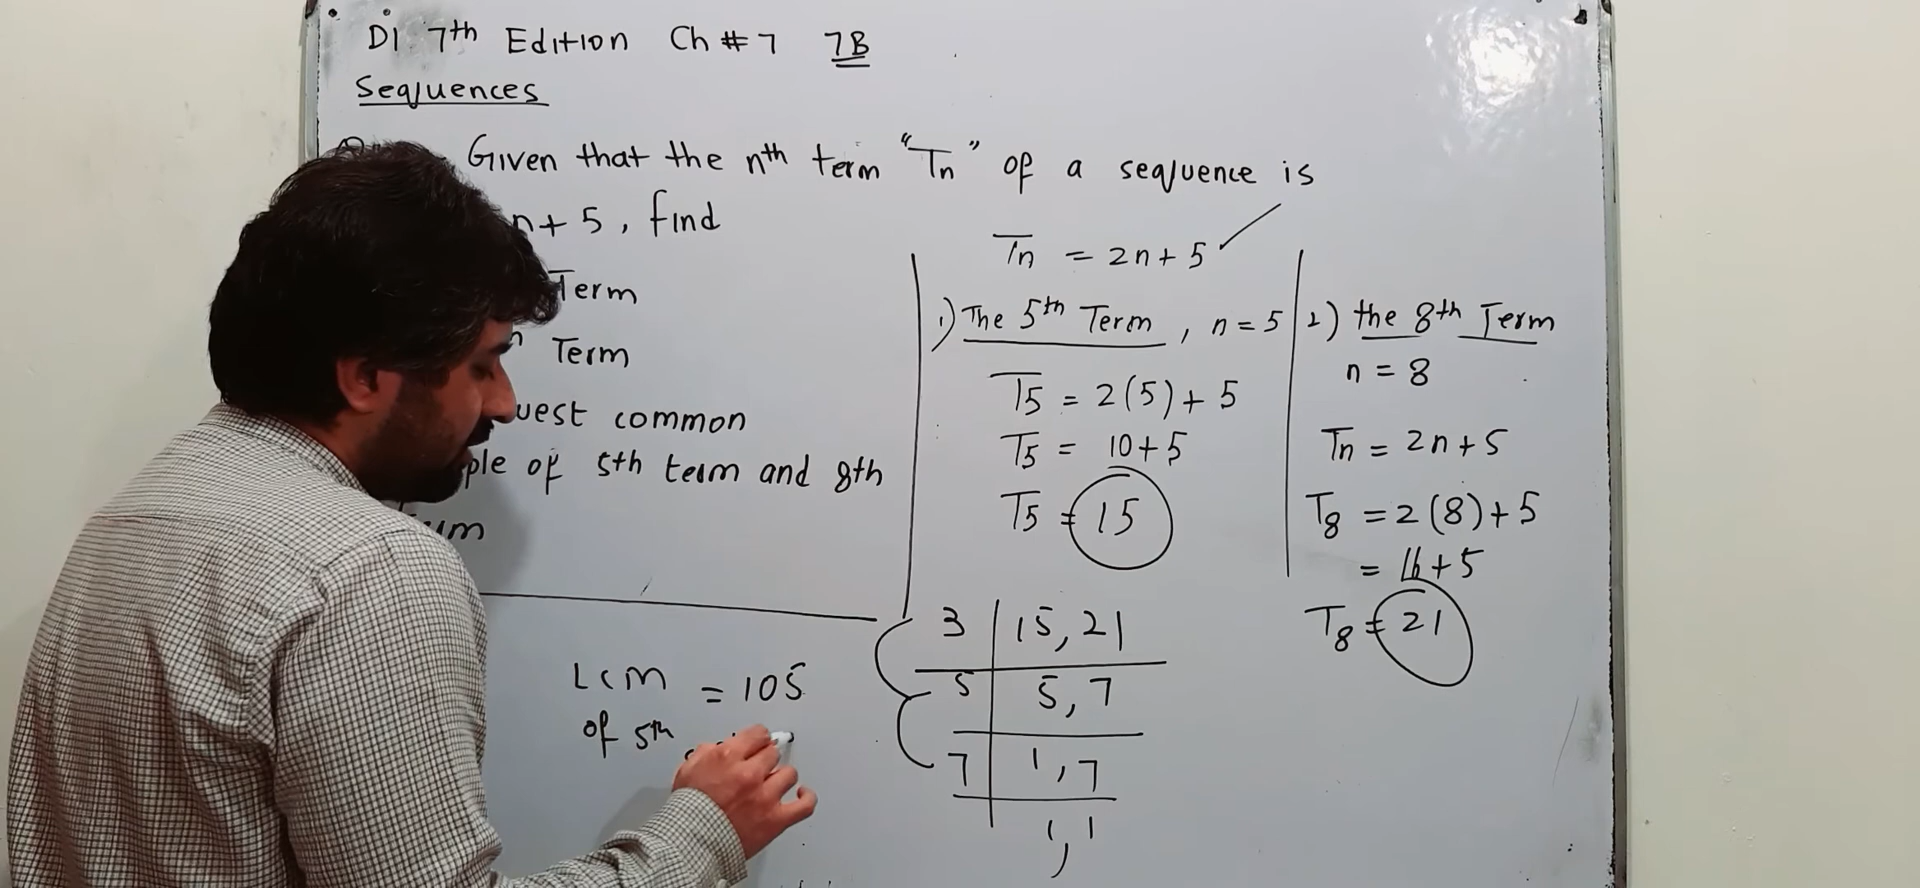 D1 7th Edition Ch # 7 7B
Sequences
Given that the nth term "Tn" of a sequence is
n + 5 , find
Term
Term
common
of 5th term and 8th
Tn = 2n + 5
1) The 5th Term , n = 5
T5 = 2(5) + 5
T5 = 10 + 5
T5 = 15
2) the 8th Term
n = 8
Tn = 2n + 5
T8 = 2(8) + 5
= 16 + 5
T8 = 21
3 | 15, 21
5 | 5, 7
7 | 1, 7
1, 1
LCM = 105
of 5th